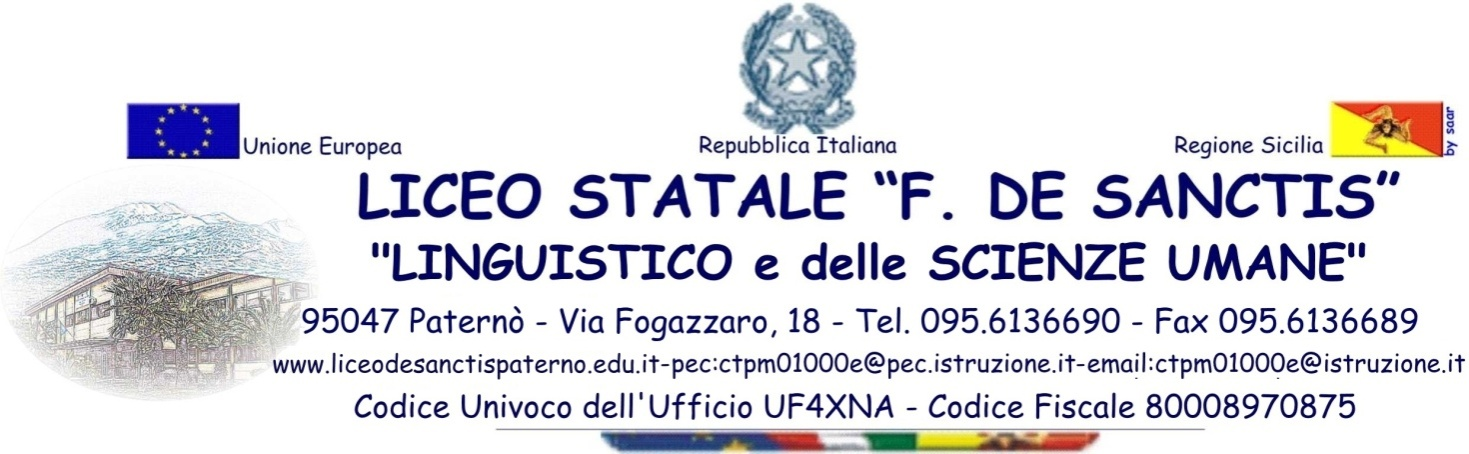 Unione Europea
Repubblica Italiana
Regione Sicilia
by saar
LICEO STATALE “F. DE SANCTIS”
"LINGUISTICO e delle SCIENZE UMANE"
95047 Paternò - Via Fogazzaro, 18 - Tel. 095.6136690 - Fax 095.6136689
www.liceodesanctispaterno.edu.it-pec:ctpm01000e@pec.istruzione.it-email:ctpm01000e@istruzione.it
Codice Univoco dell'Ufficio UF4XNA - Codice Fiscale 80008970875